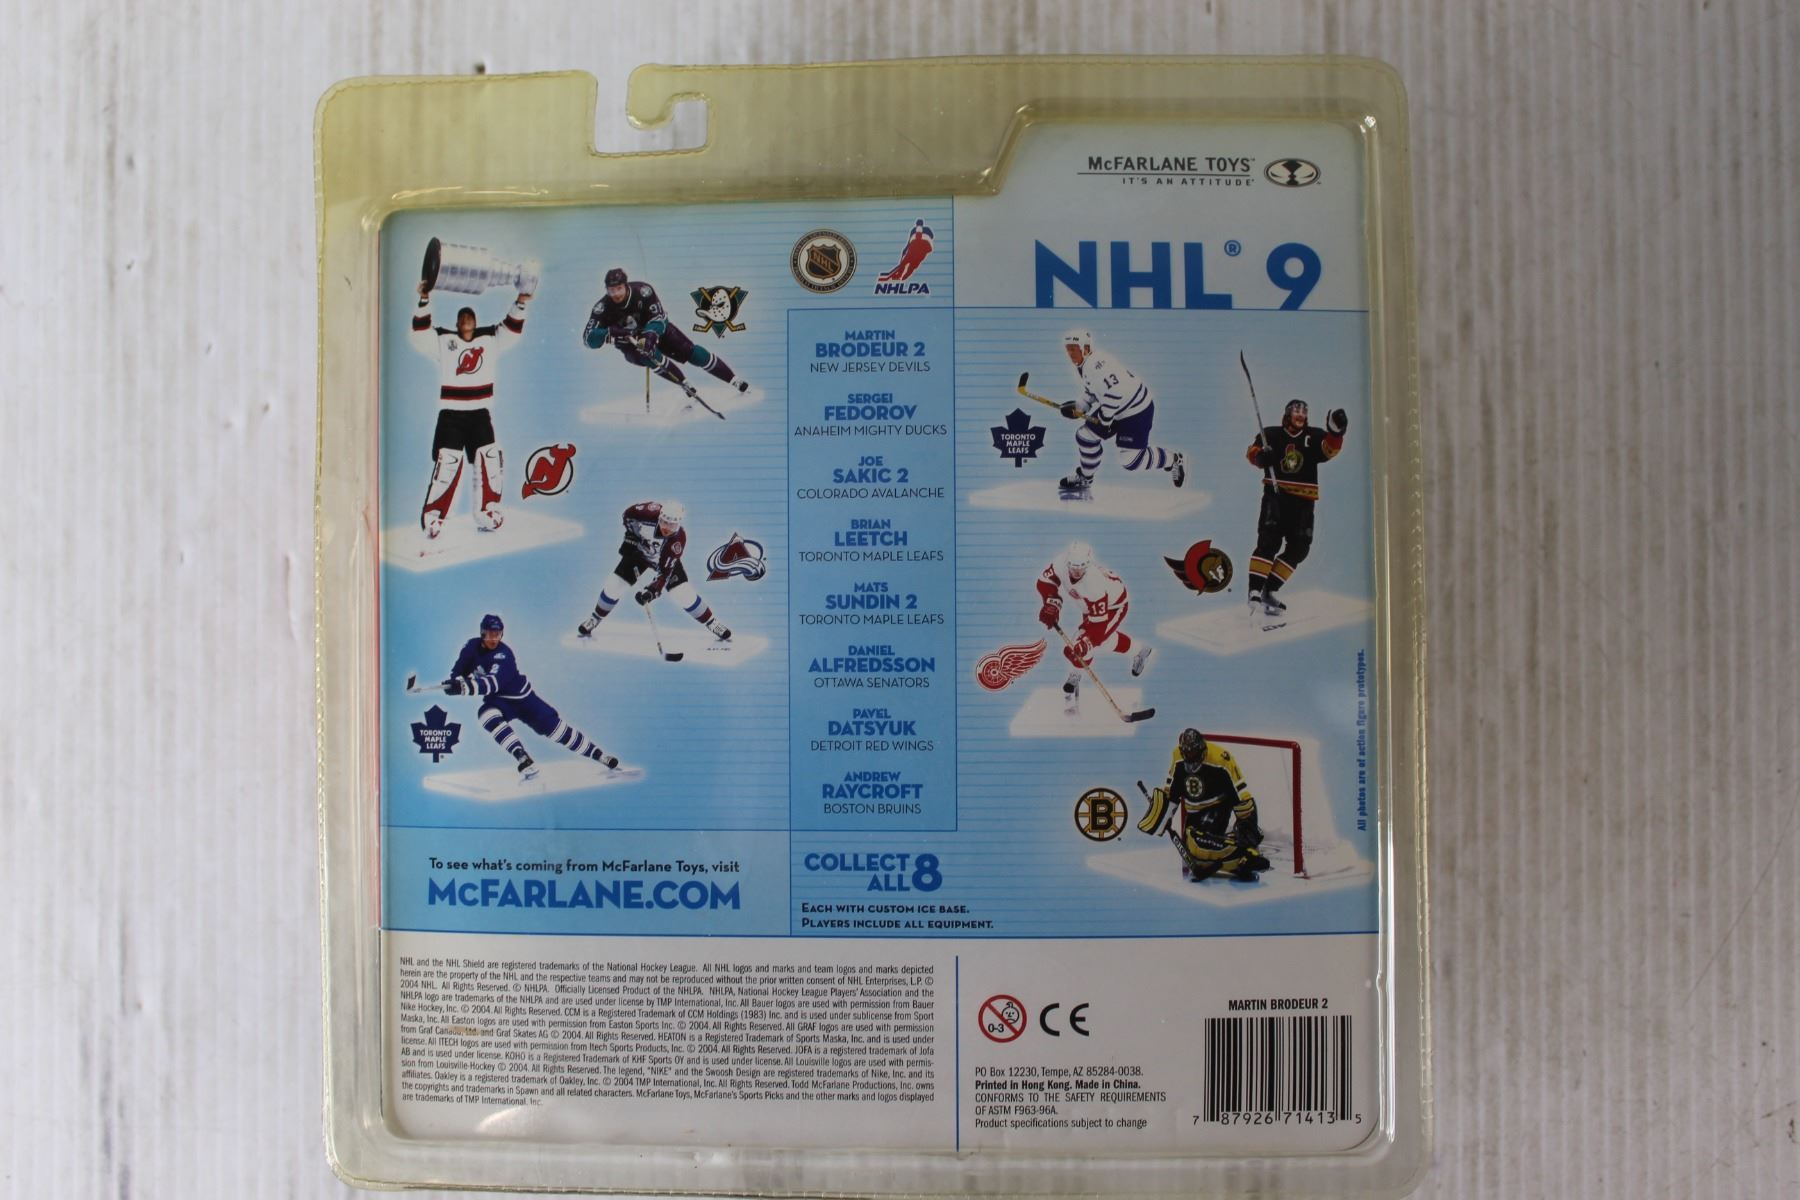 McFARLANE TOYS™
IT'S AN ATTITUDE™
NHL® 9
NHL
NHLPA
MARTIN
BRODEUR 2
NEW JERSEY DEVILS
SERGEI
FEDOROV
ANAHEIM MIGHTY DUCKS
JOE
SAKIC 2
COLORADO AVALANCHE
BRIAN
LEETCH
TORONTO MAPLE LEAFS
MATS
SUNDIN 2
TORONTO MAPLE LEAFS
DANIEL
ALFREDSSON
OTTAWA SENATORS
PAVEL
DATSYUK
DETROIT RED WINGS
ANDREW
RAYCROFT
BOSTON BRUINS
TORONTO
MAPLE
LEAFS
2
TORONTO
MAPLE
LEAFS
13
C
13
B
All photos are of action figure prototypes.
To see what's coming from McFarlane Toys, visit
McFARLANE.COM
COLLECT
ALL 8
EACH WITH CUSTOM ICE BASE.
PLAYERS INCLUDE ALL EQUIPMENT.
NHL and the NHL Shield are registered trademarks of the National Hockey League. All NHL logos and marks and team logos and marks depicted
herein are the property of the NHL and the respective teams and may not be reproduced without the prior written consent of NHL Enterprises, L.P. ©
2004 NHL. All Rights Reserved. © NHLPA. Officially Licensed Product of the NHLPA. NHLPA, National Hockey League Players' Association and the
NHLPA logo are trademarks of the NHLPA and are used under license by TMP International, Inc. All Bauer logos are used with permission from Bauer
Nike Hockey, Inc. © 2004. All Rights Reserved. CCM is a Registered Trademark of CCM Holdings (1983) Inc. and is used under sublicense from Sport
Maska, Inc. All Easton logos are used with permission from Easton Sports Inc. © 2004. All Rights Reserved. All GRAF logos are used with permission
from Graf Canada, Ltd. and Graf Skates AG © 2004. All Rights Reserved. HEATON is a Registered Trademark of Sports Maska, Inc. and is used under
license. All ITECH logos are used with permission from Itech Sports Products, Inc. © 2004. All Rights Reserved. JOFA is a registered trademark of Jofa
AB and is used under license. KOHO is a Registered Trademark of KHF Sports OY and is used under license. All Louisville logos are used with permis-
sion from Louisville-Hockey © 2004. All Rights Reserved. The legend, "NIKE" and the Swoosh Design are registered trademarks of Nike, Inc. and its
affiliates. Oakley is a registered trademark of Oakley, Inc. © 2004 TMP International, Inc. All Rights Reserved. Todd McFarlane Productions, Inc. owns
the copyrights and trademarks in Spawn and all related characters. McFarlane Toys, McFarlane's Sports Picks and the other marks and logos displayed
are trademarks of TMP International, Inc.
0-3
CE
PO Box 12230, Tempe, AZ 85284-0038.
Printed in Hong Kong. Made in China.
CONFORMS TO THE SAFETY REQUIREMENTS
OF ASTM F963-96A.
Product specifications subject to change
MARTIN BRODEUR 2
7 87926 71413 5